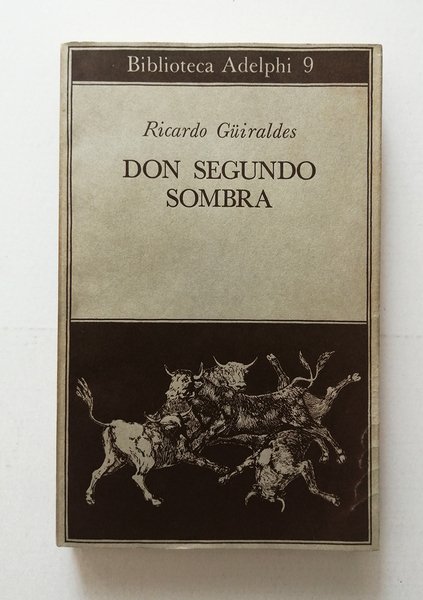 Biblioteca Adelphi 9
Ricardo Güiraldes
DON SEGUNDO
SOMBRA